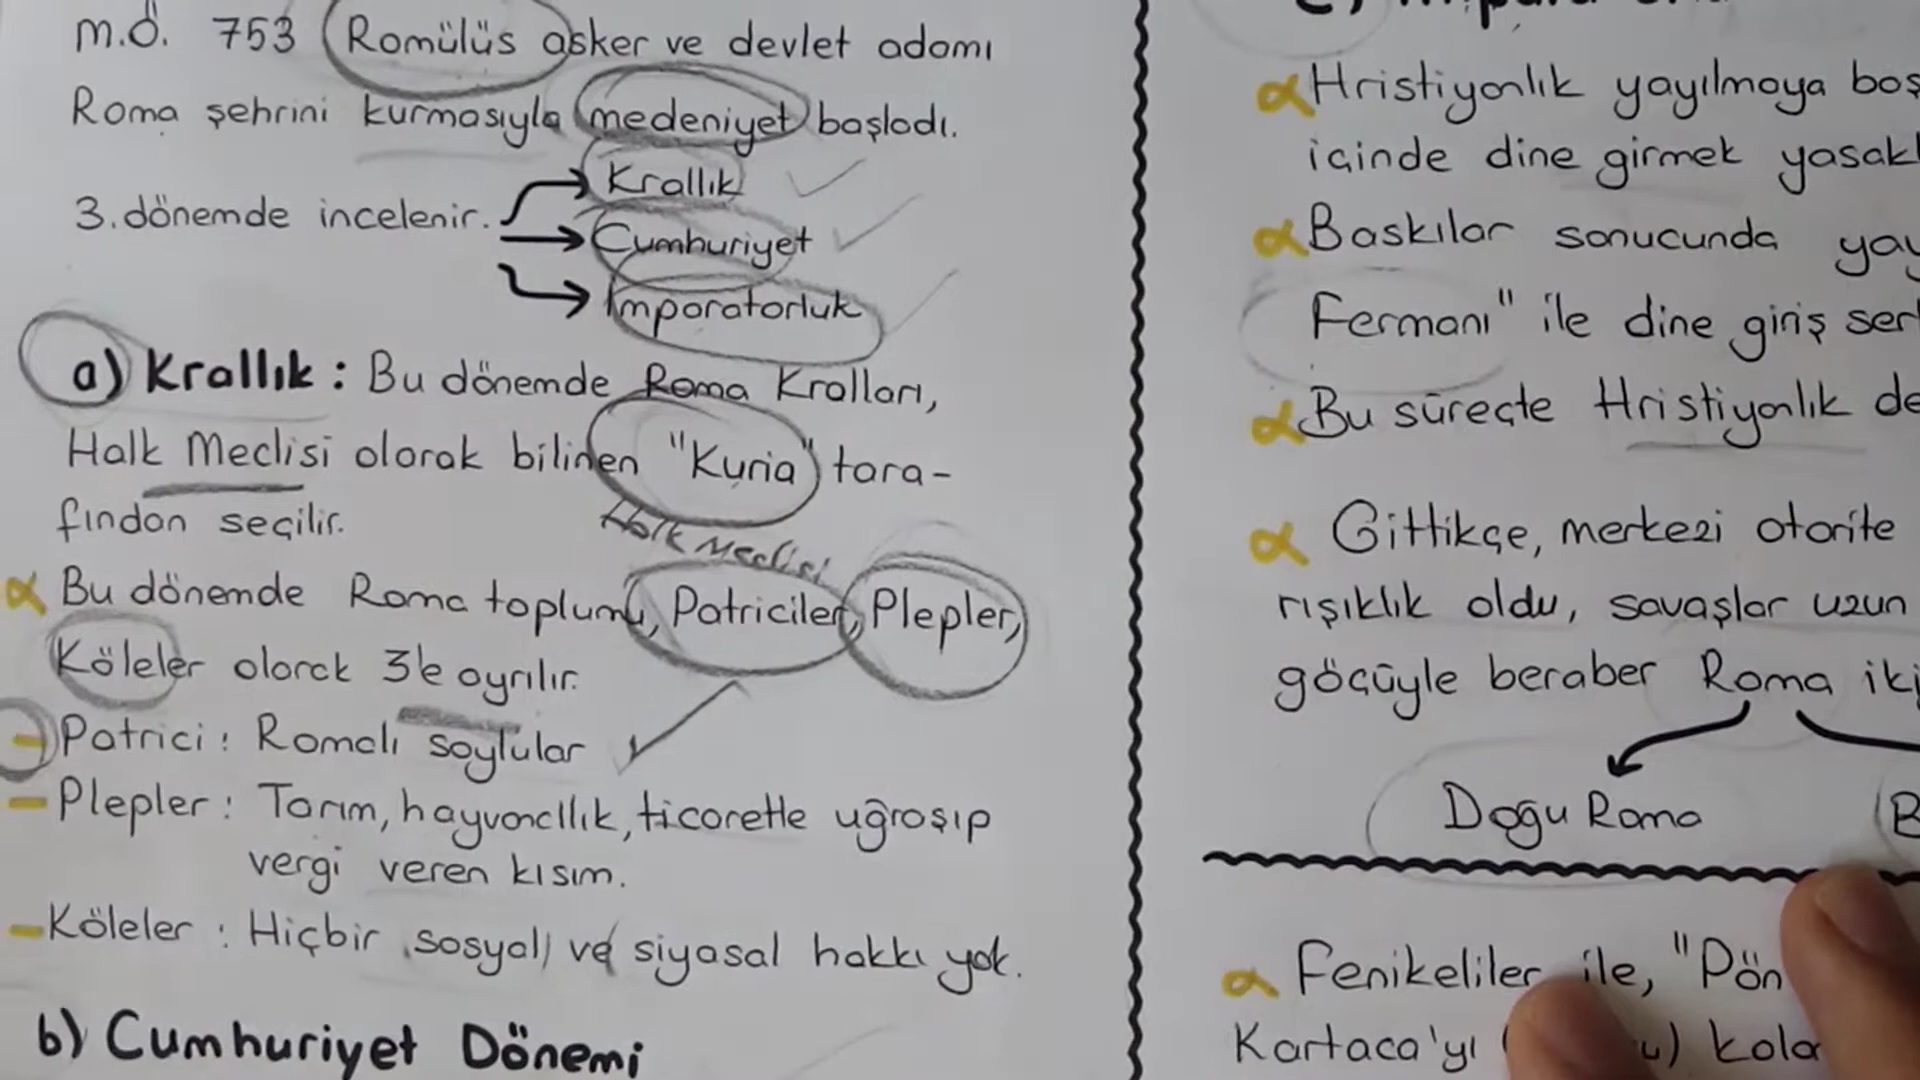 m.ö. 753 Romülüs asker ve devlet adamı
Roma şehrini kurmasıyla medeniyet başladı.
3. dönemde incelenir.
Krallık
Cumhuriyet
İmparatorluk
a) Krallık : Bu dönemde Roma Kralları,
Halk Meclisi olarak bilinen "Kuria" tara-
fından seçilir.
Halk Meclisi
Bu dönemde Roma toplumu, Patriciler, Plepler,
Köleler olarak 3'e ayrılır.
- Patrici : Romalı soylular
- Plepler : Tarım, hayvancılık, ticaretle uğraşıp
vergi veren kısım.
- Köleler : Hiçbir sosyal ve siyasal hakkı yok.
b) Cumhuriyet Dönemi
Hristiyanlık yayılmaya baş
içinde dine girmek yasakl
Baskılar sonucunda yay
Fermanı" ile dine giriş ser
Bu süreçte Hristiyanlık de
Gittikçe, merkezi otorite
rışıklık oldu, savaşlar uzun
göçüyle beraber Roma iki
Doğu Roma B
Fenikeliler ile, "Pön
Kartaca'yı